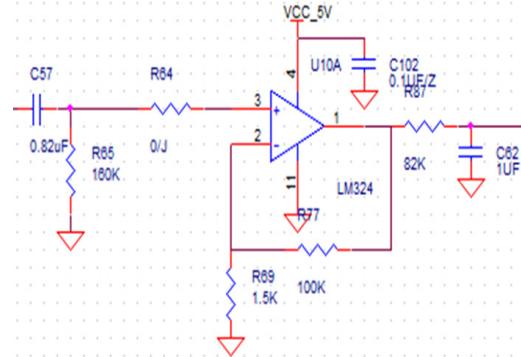 VCC_5V
C57
R64
4
U10A
C102
0.1UF/Z
R87
3
+
1
0.82uF
R65
160K
0/J
2
-
82K
C62
1UF
11
LM324
R77
R69
1.5K
100K